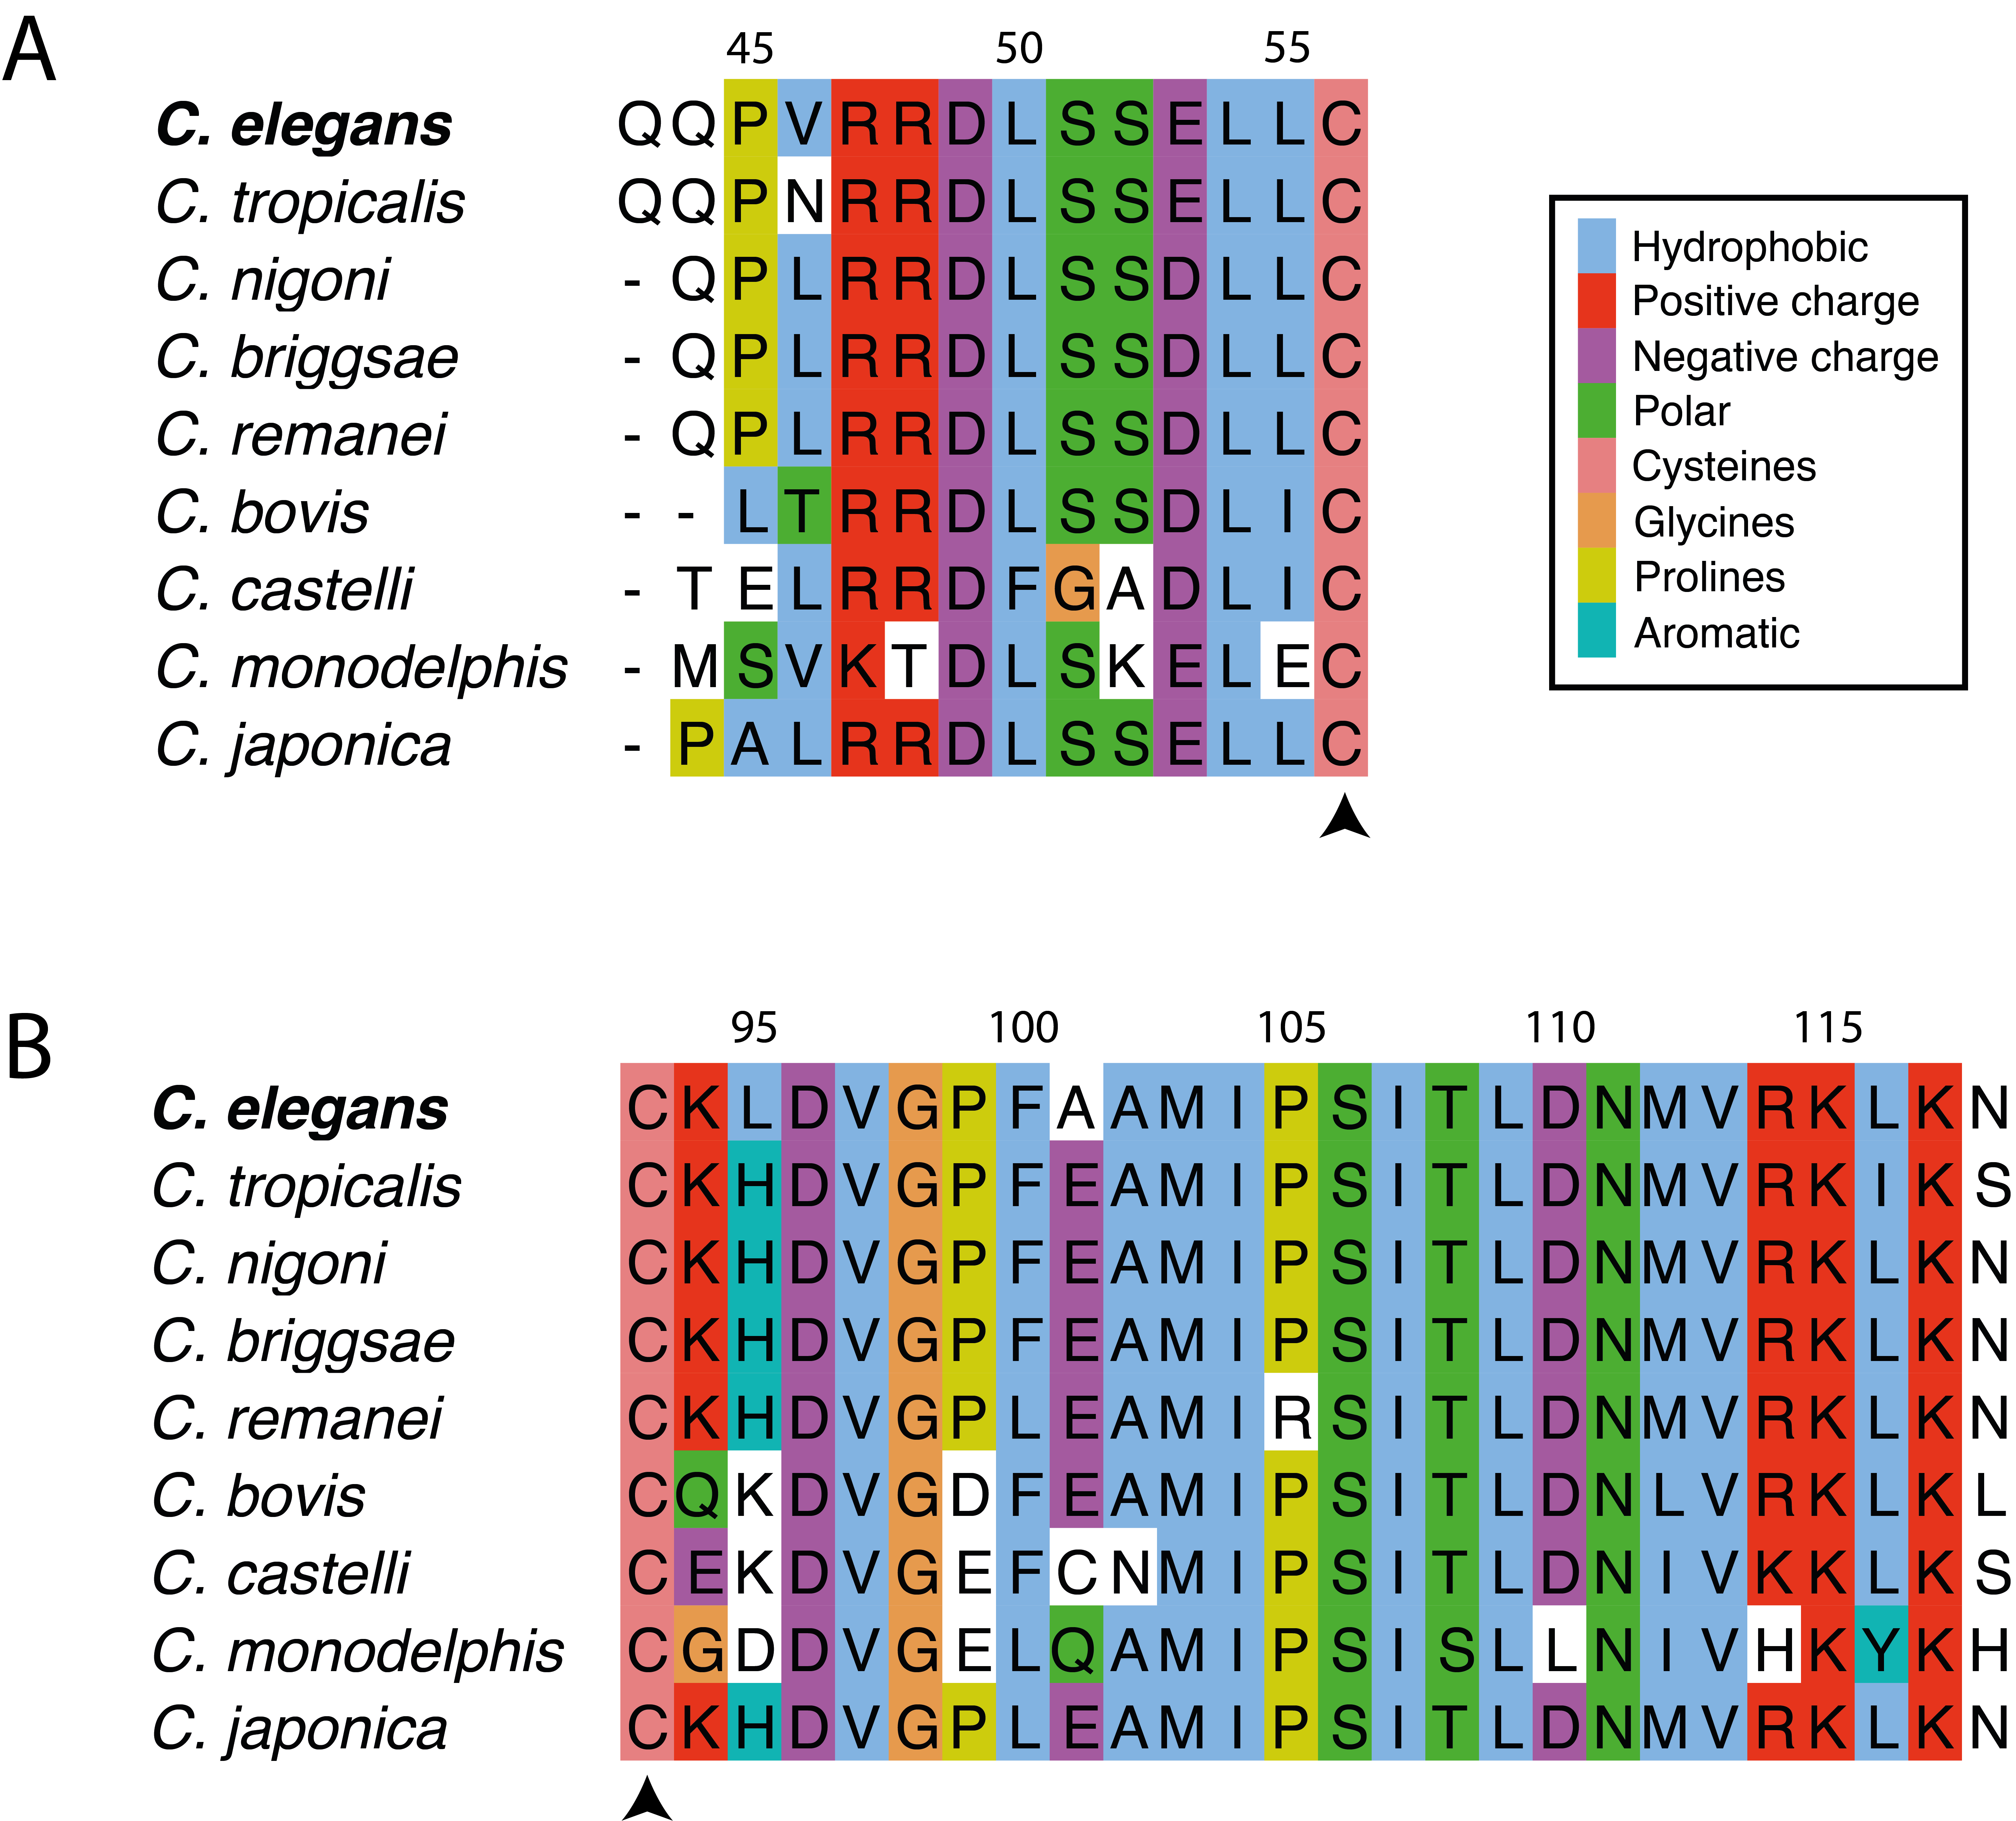 A
45 50 55
C. elegans QQPVRRDLSSELLC
C. tropicalis QQPNRRDLSSELLC
C. nigoni -QPLRRDLSSDLLC
C. briggsae -QPLRRDLSSDLLC
C. remanei -QPLRRDLSSDLLC
C. bovis --LTRRDLSSDLIC
C. castelli -TELRRDFGADLIC
C. monodelphis -MSVKTDLSKELEC
C. japonica -PALRRDLSSELLC
Hydrophobic
Positive charge
Negative charge
Polar
Cysteines
Glycines
Prolines
Aromatic
B
95 100 105 110 115
C. elegans CKLDVGPFAAMIPSITLDNMVRKLKN
C. tropicalis CKHDVGPFEAMIPSITLDNMVRKIKS
C. nigoni CKHDVGPFEAMIPSITLDNMVRKLKN
C. briggsae CKHDVGPFEAMIPSITLDNMVRKLKN
C. remanei CKHDVGPLEAMIRSITLDNMVRKLKN
C. bovis CQKDVGDFEAMIPSITLDNLVRKLKL
C. castelli CEKDVGEFCNMIPSITLDNIVKKLKS
C. monodelphis CGDDVGELQAMIPSISLLNIVHKYKH
C. japonica CKHDVGPLEAMIPSITLDNMVRKLKN